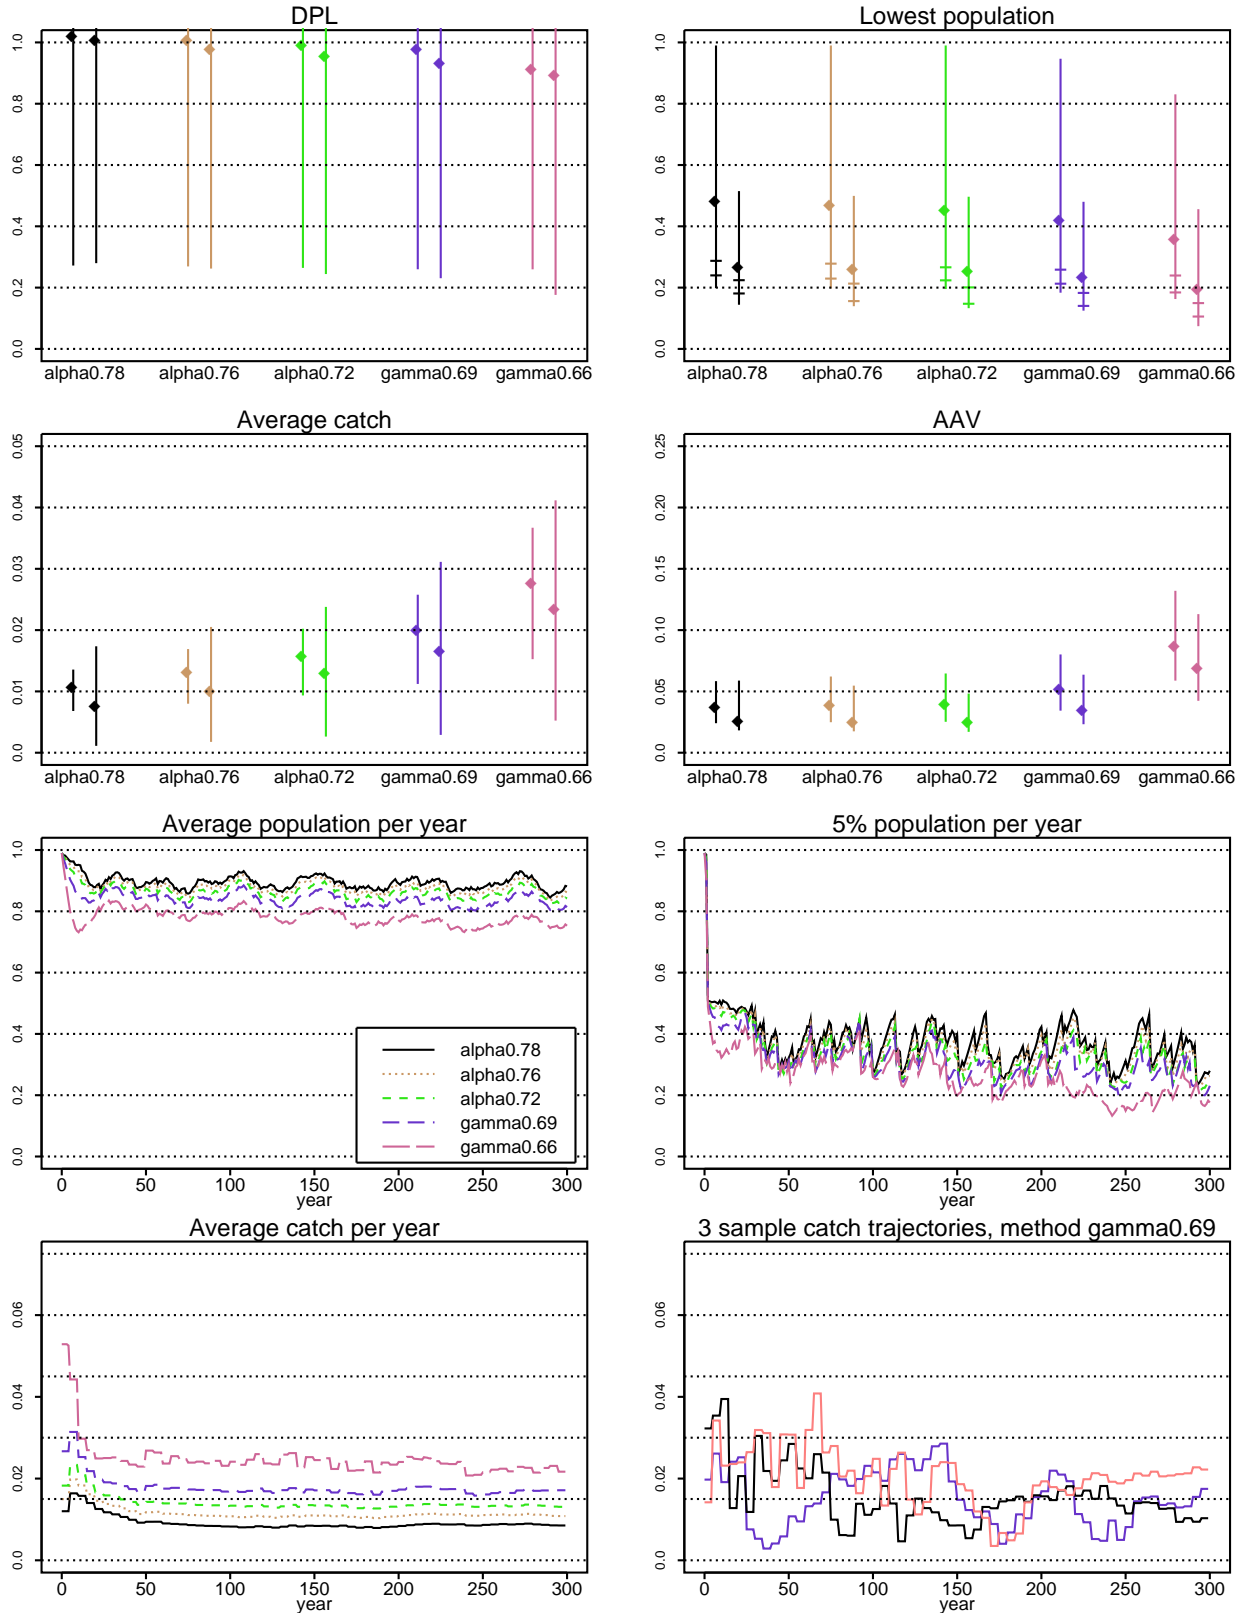 DPL
1.0
0.8
0.6
0.4
0.2
0.0
alpha0.78 alpha0.76 alpha0.72 gamma0.69 gamma0.66
Lowest population
1.0
0.8
0.6
0.4
0.2
0.0
alpha0.78 alpha0.76 alpha0.72 gamma0.69 gamma0.66
Average catch
0.05
0.04
0.03
0.02
0.01
0.0
alpha0.78 alpha0.76 alpha0.72 gamma0.69 gamma0.66
AAV
0.25
0.20
0.15
0.10
0.05
0.0
alpha0.78 alpha0.76 alpha0.72 gamma0.69 gamma0.66
Average population per year
1.0
0.8
0.6
0.4
0.2
0.0
alpha0.78
alpha0.76
alpha0.72
gamma0.69
gamma0.66
0 50 100 150 200 250 300
year
5% population per year
1.0
0.8
0.6
0.4
0.2
0.0
0 50 100 150 200 250 300
year
Average catch per year
0.06
0.04
0.02
0.0
0 50 100 150 200 250 300
year
3 sample catch trajectories, method gamma0.69
0.06
0.04
0.02
0.0
0 50 100 150 200 250 300
year